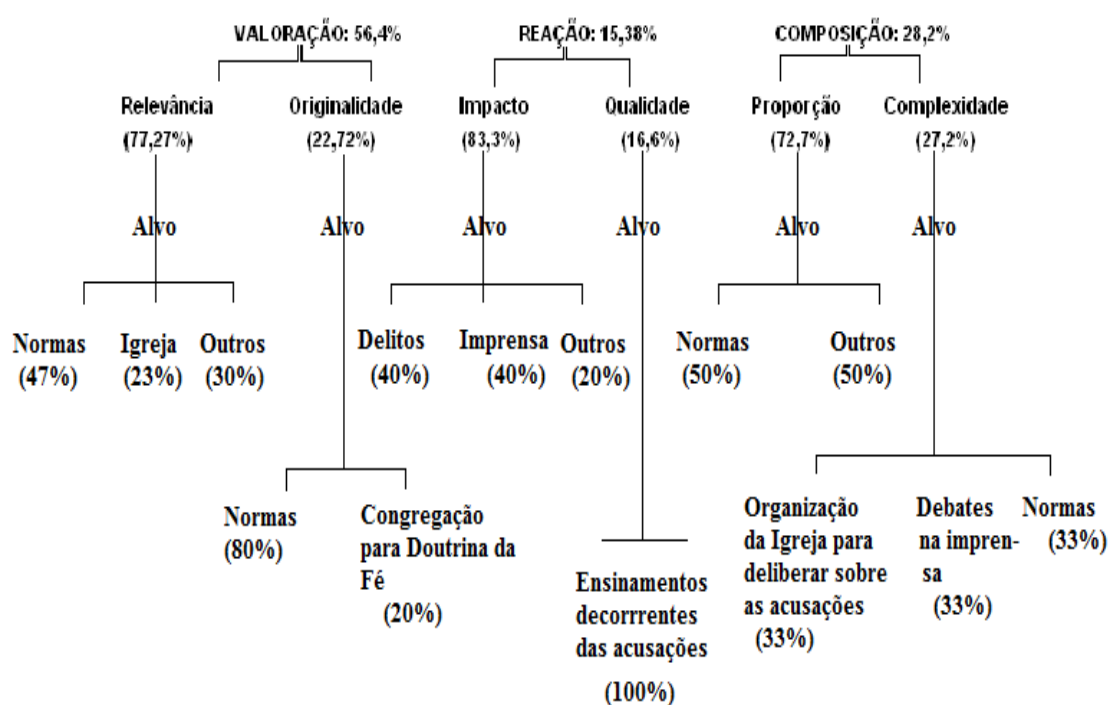 VALORAÇÃO: 56,4% REAÇÃO: 15,38% COMPOSIÇÃO: 28,2%
Relevância Originalidade Impacto Qualidade Proporção Complexidade
(77,27%) (22,72%) (83,3%) (16,6%) (72,7%) (27,2%)
Alvo Alvo Alvo Alvo Alvo Alvo
Normas Igreja Outros Delitos Imprensa Outros Normas Outros
(47%) (23%) (30%) (40%) (40%) (20%) (50%) (50%)
Normas
(80%)
Congregação
para Doutrina da
Fé
(20%)
Ensinamentos
decorrrentes
das acusações
(100%)
Organização
da Igreja para
deliberar sobre
as acusações
(33%)
Debates
na impren-
sa
(33%)
Normas
(33%)